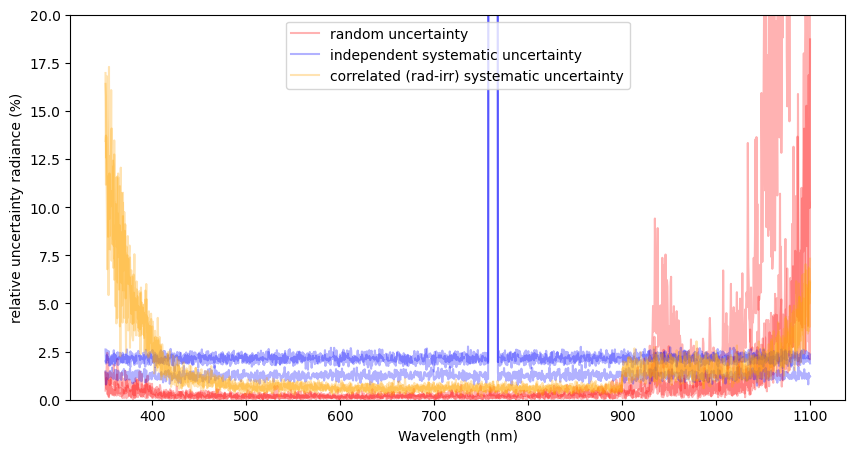 20.0
17.5
15.0
12.5
10.0
7.5
5.0
2.5
0.0
relative uncertainty radiance (%)
random uncertainty
independent systematic uncertainty
correlated (rad-irr) systematic uncertainty
400 500 600 700 800 900 1000 1100
Wavelength (nm)